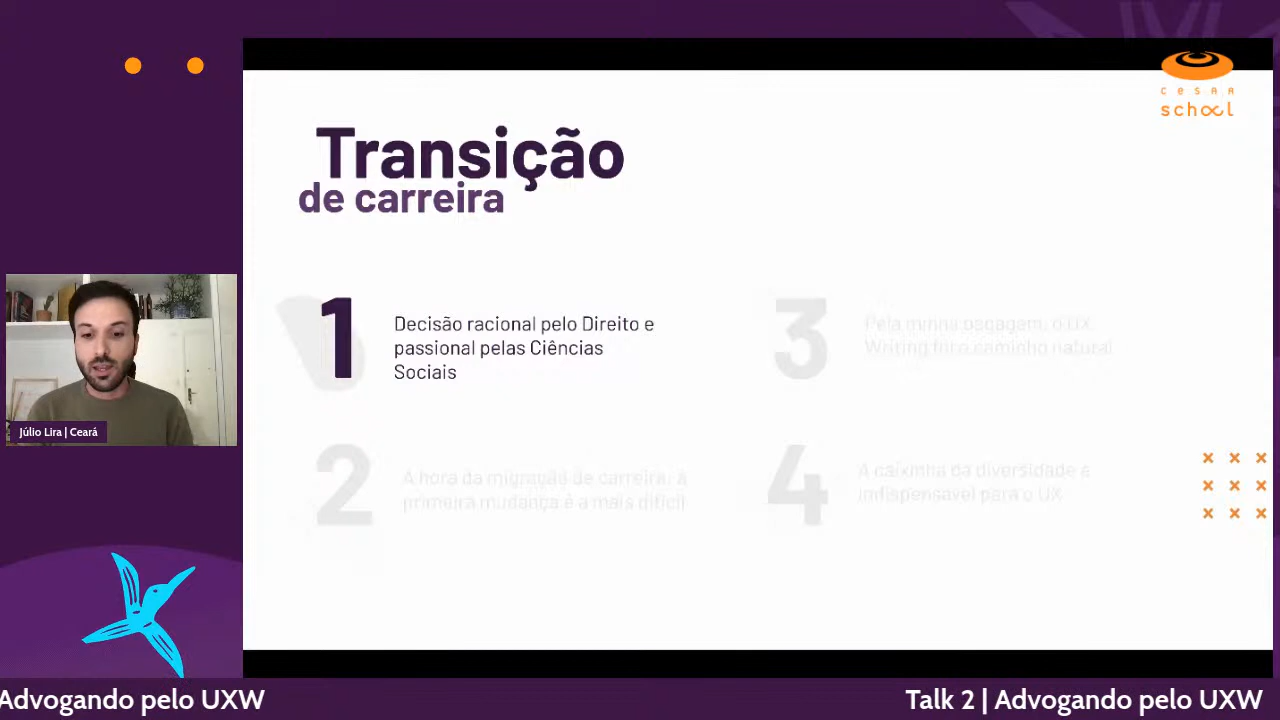 cesar
school
Transição
de carreira
1
Decisão racional pelo Direito e
passional pelas Ciências
Sociais
2
A hora da migração de carreira: a
primeira mudança é a mais difícil
3
Pela minha bagagem, o UX
Writing foi o caminho natural
4
A caixinha da diversidade é
indispensável para o UX
Júlio Lira | Ceará
Advogando pelo UXW
Talk 2 | Advogando pelo UXW